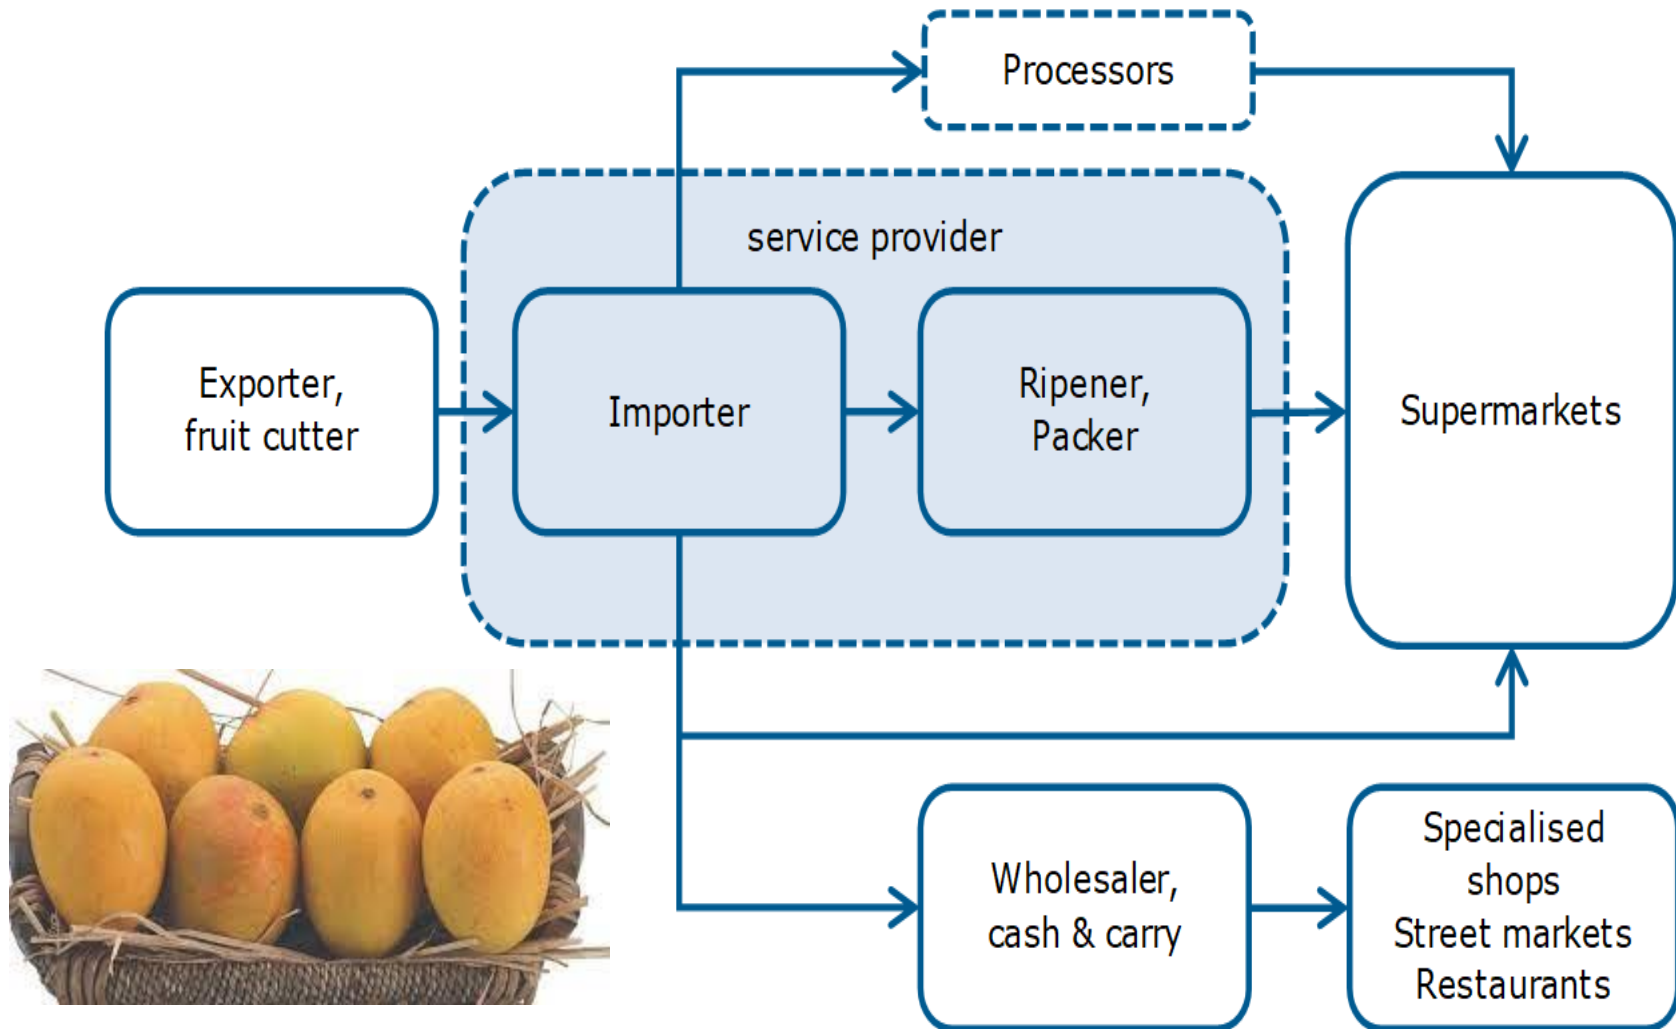 Processors
service provider
Exporter,
fruit cutter
Importer
Ripener,
Packer
Supermarkets
Wholesaler,
cash & carry
Specialised
shops
Street markets
Restaurants